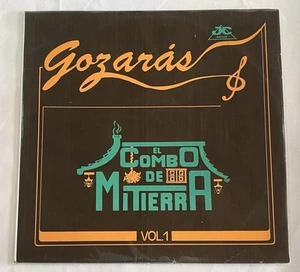 Gozarás
EL
COMBO
DE
MI TIERRA
VOL.1